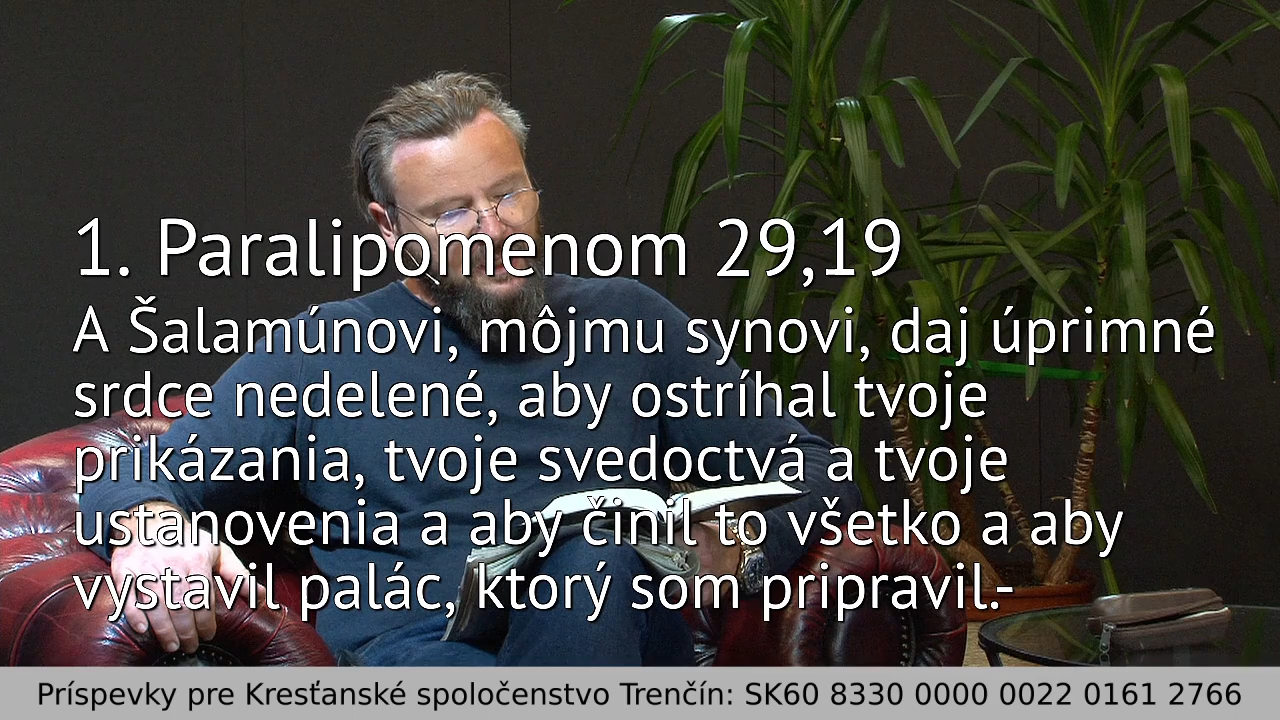 1. Paralipomenom 29,19
A Šalamúnovi, môjmu synovi, daj úprimné
srdce nedelené, aby ostríhal tvoje
prikázania, tvoje svedoctvá a tvoje
ustanovenia a aby činil to všetko a aby
vystavil palác, ktorý som pripravil.-
Príspevky pre Kresťanské spoločenstvo Trenčín: SK60 8330 0000 0022 0161 2766